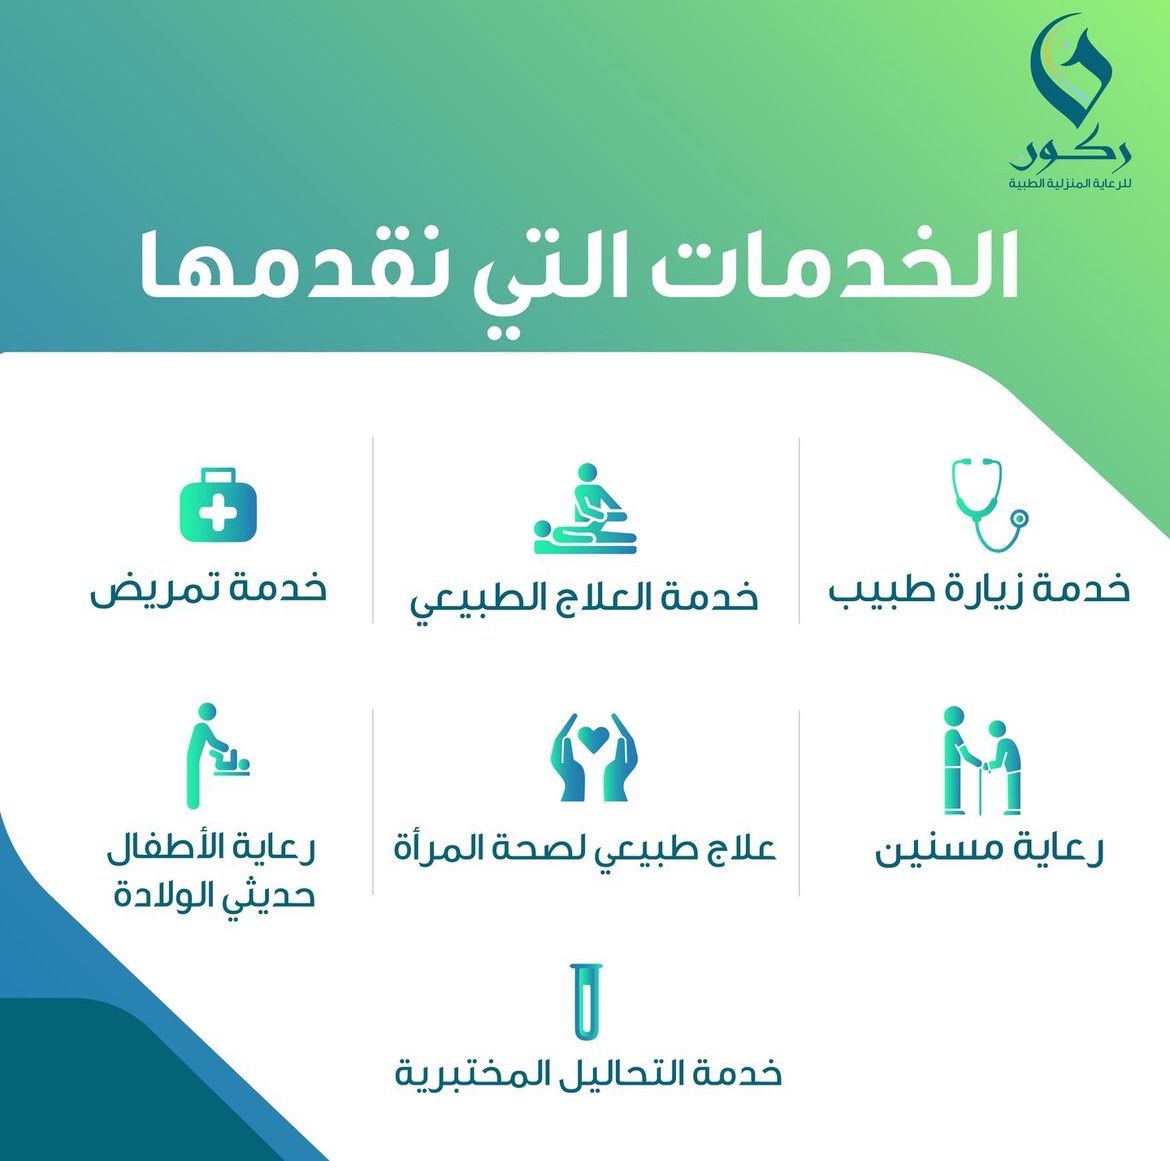 ركور
للرعاية المنزلية الطبية
الخدمات التي نقدمها
خدمة زيارة طبيب
خدمة العلاج الطبيعي
خدمة تمريض
رعاية مسنين
علاج طبيعي لصحة المرأة
رعاية الأطفال
حديثي الولادة
خدمة التحاليل المختبرية